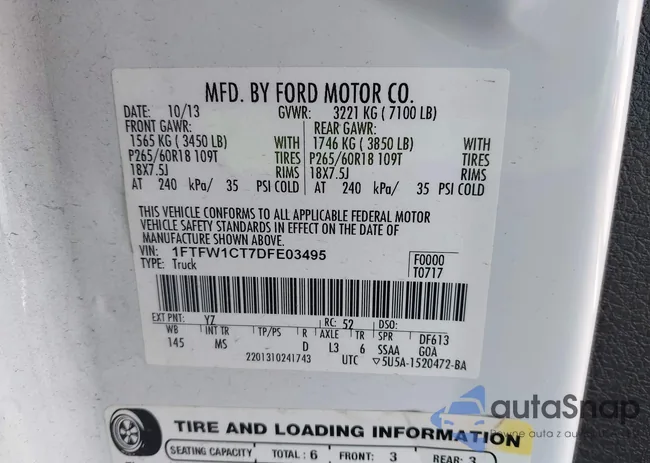 MFD. BY FORD MOTOR CO.
DATE: 10/13 GVWR: 3221 KG ( 7100 LB)
FRONT GAWR: REAR GAWR:
1565 KG ( 3450 LB) WITH 1746 KG ( 3850 LB) WITH
P265/60R18 109T TIRES P265/60R18 109T TIRES
18X7.5J RIMS 18X7.5J RIMS
AT 240 kPa/ 35 PSI COLD AT 240 kPa/ 35 PSI COLD
THIS VEHICLE CONFORMS TO ALL APPLICABLE FEDERAL MOTOR
VEHICLE SAFETY STANDARDS IN EFFECT ON THE DATE OF
MANUFACTURE SHOWN ABOVE.
VIN: 1FTFW1CT7DFE03495 F0000
TYPE: Truck T0717
EXT PNT: YZ RC: 52 DSO:
WB INT TR TP/PS R AXLE TR SPR DF613
145 MS - D L3 6 SSAA GOA
2201310241743 UTC ▽5U5A-1520472-BA
autoSnap
Pewne auto z aukcji
TIRE AND LOADING INFORMATION
SEATING CAPACITY TOTAL: 6 FRONT: 3 REAR: 3